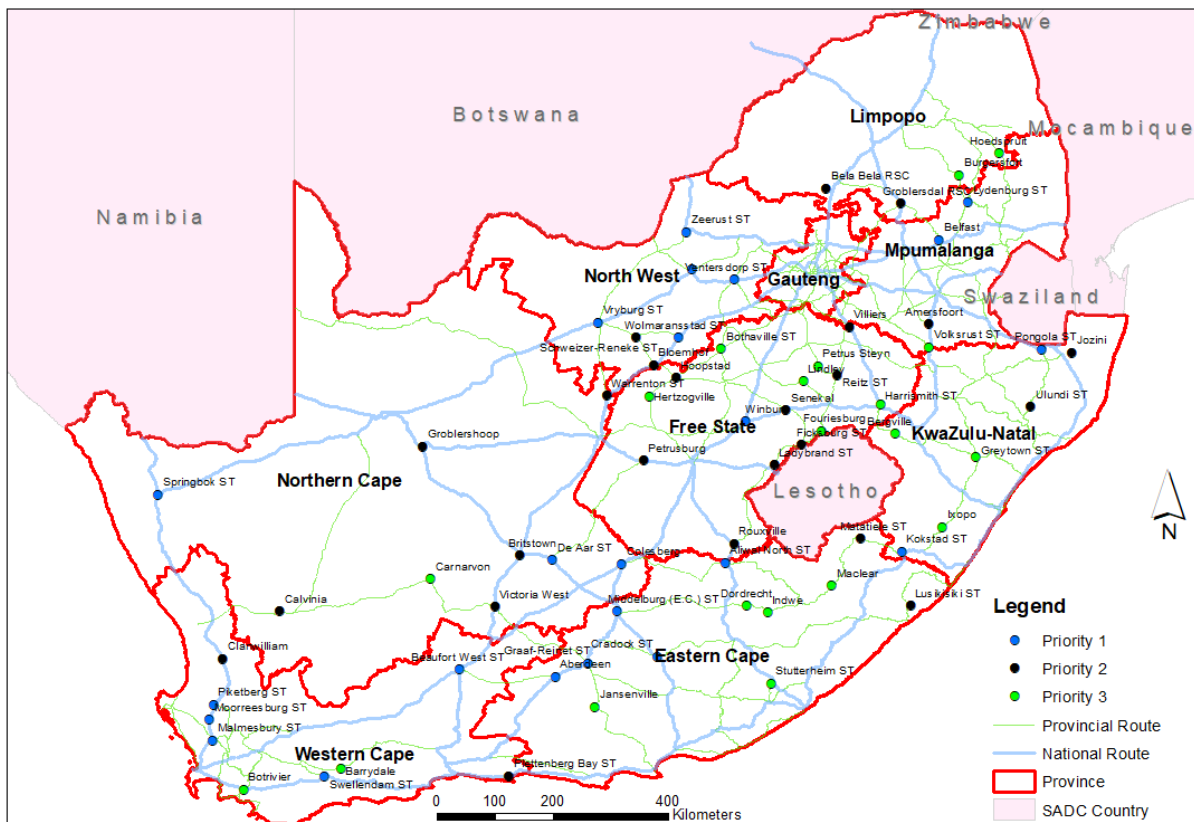 Zimbabwe
Botswana
Limpopo
Mocambique
Hoedspruit
Burgersfort
Bela Bela RSC
Groblersdal RSC
Lydenburg ST
Namibia
Zeerust ST
Belfast
Mpumalanga
North West
Ventersdorp ST
Gauteng
Swaziland
Vryburg ST
Wolmaransstad ST
Villiers
Amersfoort
Bothaville ST
Volksrust ST
Pongola ST
Jozini
Schweizer-Reneke ST
Bloemhof
Hoopstad
Petrus Steyn
Lindley
Reitz ST
Warrenton ST
Hertzogville
Senekal
Harrismith ST
Ulundi ST
Winburg
Fouriesburg
Bergville
Free State
Ficksburg ST
KwaZulu-Natal
Groblershoop
Petrusburg
Ladybrand ST
Greytown ST
Northern Cape
Springbok ST
Lesotho
N
Ixopo
Rouxville
Matatiele ST
Kokstad ST
Britstown
De Aar ST
Colesberg
Aliwal North ST
Carnarvon
Maclear
Calvinia
Victoria West
Middelburg (E.C.) ST
Dordrecht
Indwe
Lusikisiki ST
Legend
Priority 1
Priority 2
Priority 3
Provincial Route
National Route
Province
SADC Country
Clanwilliam
Graaf-Reinet ST
Cradock ST
Beaufort West ST
Aberdeen
Eastern Cape
Stutterheim ST
Piketberg ST
Moorreesburg ST
Jansenville
Malmesbury ST
Western Cape
Barrydale
Botrivier
Swellendam ST
Plettenberg Bay ST
0 100 200 400
Kilometers